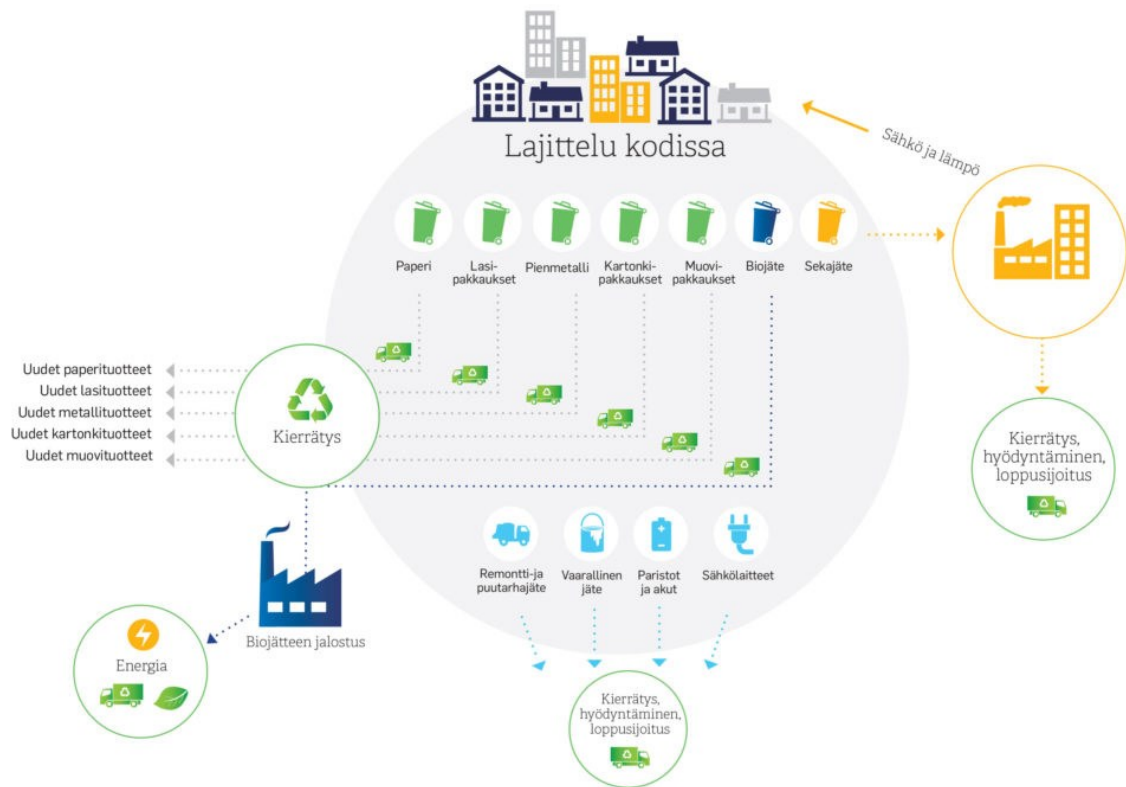 Lajittelu kodissa
Sähkö ja lämpö
Paperi
Lasi-
pakkaukset
Pienmetalli
Kartonki-
pakkaukset
Muovi-
pakkaukset
Biojäte
Sekajäte
Uudet paperituotteet
Uudet lasituotteet
Uudet metallituotteet
Uudet kartonkituotteet
Uudet muovituotteet
Kierrätys
Kierrätys,
hyödyntäminen,
loppusijoitus
Remontti-ja
puutarhajäte
Vaarallinen
jäte
Paristot
ja akut
Sähkölaitteet
Biojätteen jalostus
Energia
Kierrätys,
hyödyntäminen,
loppusijoitus